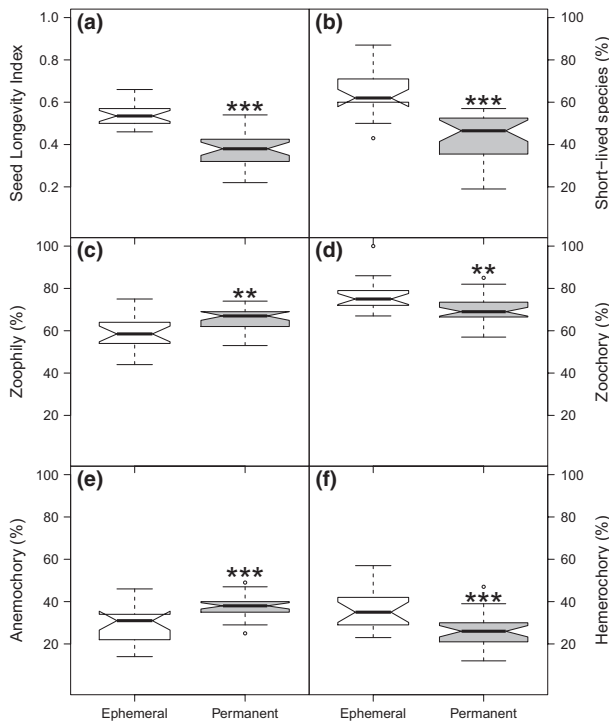 (a)
Seed Longevity Index
1.0
0.8
0.6
0.4
0.2
***
(b)
Short−lived species (%)
100
80
60
40
20
***
(c)
Zoophily (%)
100
80
60
40
20
**
(d)
Zoochory (%)
100
80
60
40
20
**
(e)
Anemochory (%)
100
80
60
40
20
***
(f)
Hemerochory (%)
100
80
60
40
20
***
Ephemeral Permanent Ephemeral Permanent